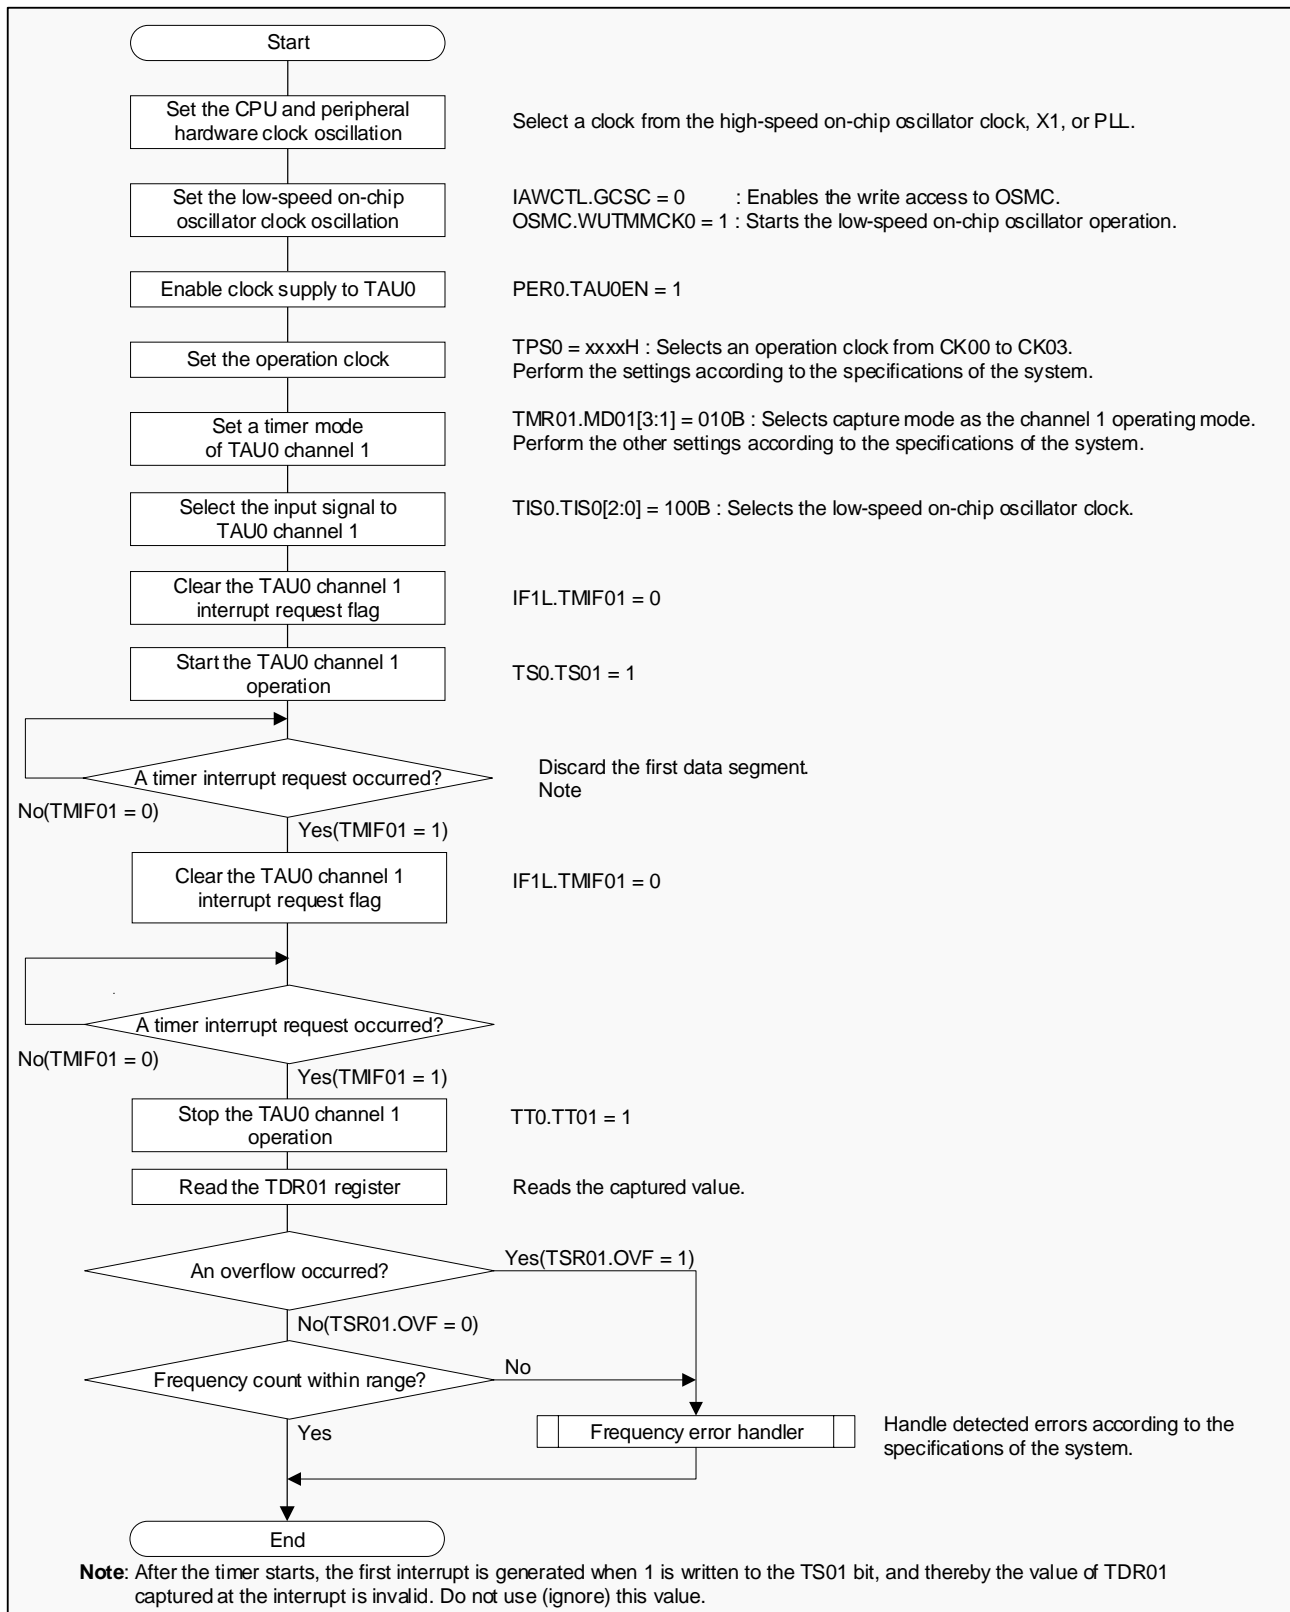 Start
Set the CPU and peripheral
hardware clock oscillation
Select a clock from the high-speed on-chip oscillator clock, X1, or PLL.
Set the low-speed on-chip
oscillator clock oscillation
IAWCTL.GCSC = 0 : Enables the write access to OSMC.
OSMC.WUTMMCK0 = 1 : Starts the low-speed on-chip oscillator operation.
Enable clock supply to TAU0
PER0.TAU0EN = 1
Set the operation clock
TPS0 = xxxxH : Selects an operation clock from CK00 to CK03.
Perform the settings according to the specifications of the system.
Set a timer mode
of TAU0 channel 1
TMR01.MD01[3:1] = 010B : Selects capture mode as the channel 1 operating mode.
Perform the other settings according to the specifications of the system.
Select the input signal to
TAU0 channel 1
TIS0.TIS0[2:0] = 100B : Selects the low-speed on-chip oscillator clock.
Clear the TAU0 channel 1
interrupt request flag
IF1L.TMIF01 = 0
Start the TAU0 channel 1
operation
TS0.TS01 = 1
A timer interrupt request occurred?
Discard the first data segment.
Note
No(TMIF01 = 0)
Yes(TMIF01 = 1)
Clear the TAU0 channel 1
interrupt request flag
IF1L.TMIF01 = 0
A timer interrupt request occurred?
No(TMIF01 = 0)
Yes(TMIF01 = 1)
Stop the TAU0 channel 1
operation
TT0.TT01 = 1
Read the TDR01 register
Reads the captured value.
An overflow occurred?
Yes(TSR01.OVF = 1)
No(TSR01.OVF = 0)
Frequency count within range?
No
Yes
Frequency error handler
Handle detected errors according to the
specifications of the system.
End
Note: After the timer starts, the first interrupt is generated when 1 is written to the TS01 bit, and thereby the value of TDR01
captured at the interrupt is invalid. Do not use (ignore) this value.